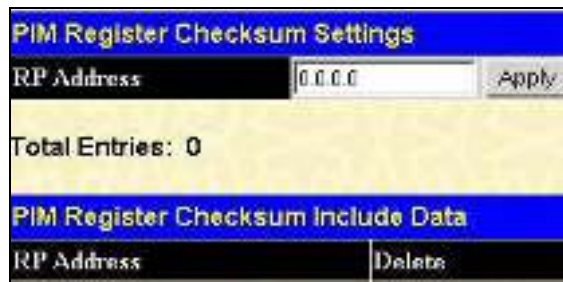 PIM Register Checksum Settings
RP Address 0.0.0.0 Apply
Total Entries: 0
PIM Register Checksum Include Data
RP Address Delete